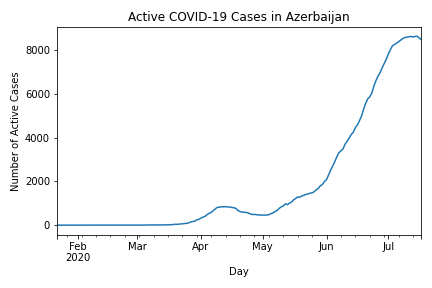 Active COVID-19 Cases in Azerbaijan
Number of Active Cases
8000
6000
4000
2000
0
Feb Mar Apr May Jun Jul
2020
Day